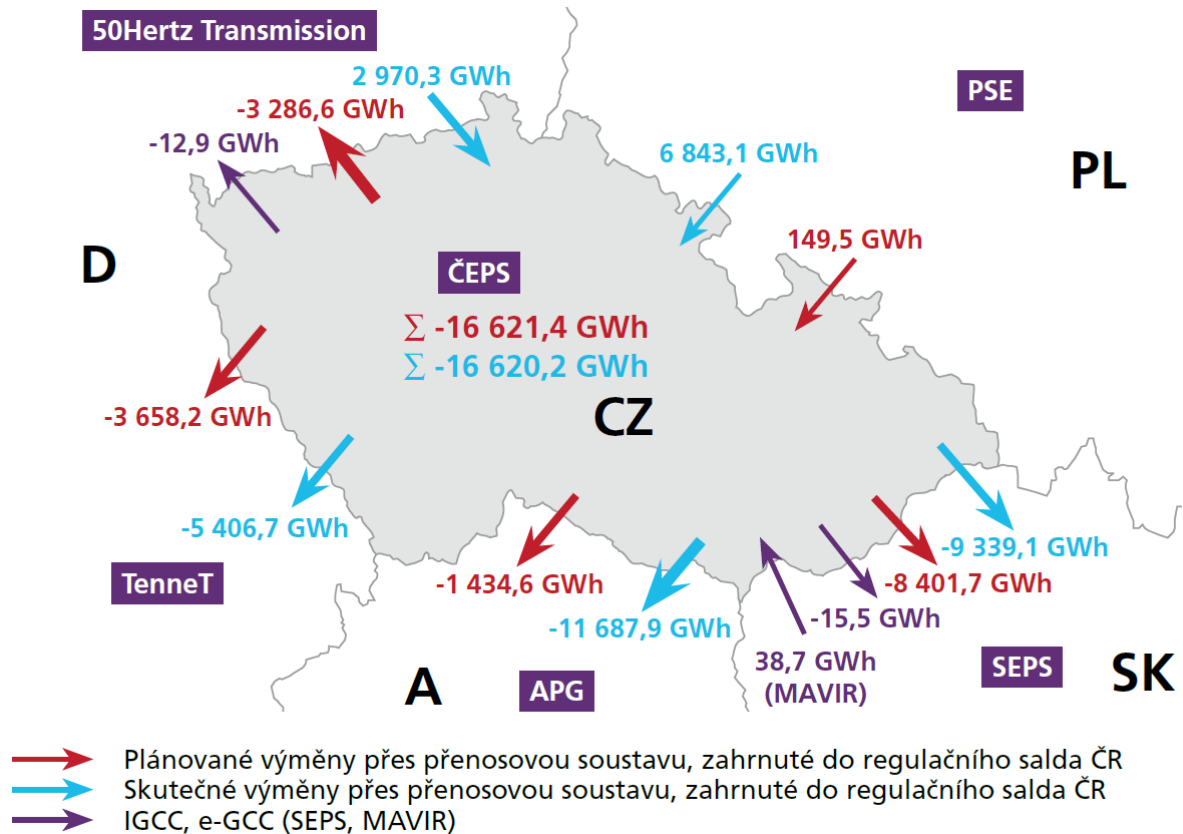 50Hertz Transmission
2 970,3 GWh
-3 286,6 GWh
-12,9 GWh
PSE
6 843,1 GWh
PL
149,5 GWh
D
ČEPS
∑ -16 621,4 GWh
∑ -16 620,2 GWh
CZ
-3 658,2 GWh
-5 406,7 GWh
-9 339,1 GWh
TenneT
-1 434,6 GWh
-8 401,7 GWh
-11 687,9 GWh
-15,5 GWh
38,7 GWh
(MAVIR)
A
APG
SEPS
SK
Plánované výměny přes přenosovou soustavu, zahrnuté do regulačního salda ČR
Skutečné výměny přes přenosovou soustavu, zahrnuté do regulačního salda ČR
IGCC, e-GCC (SEPS, MAVIR)